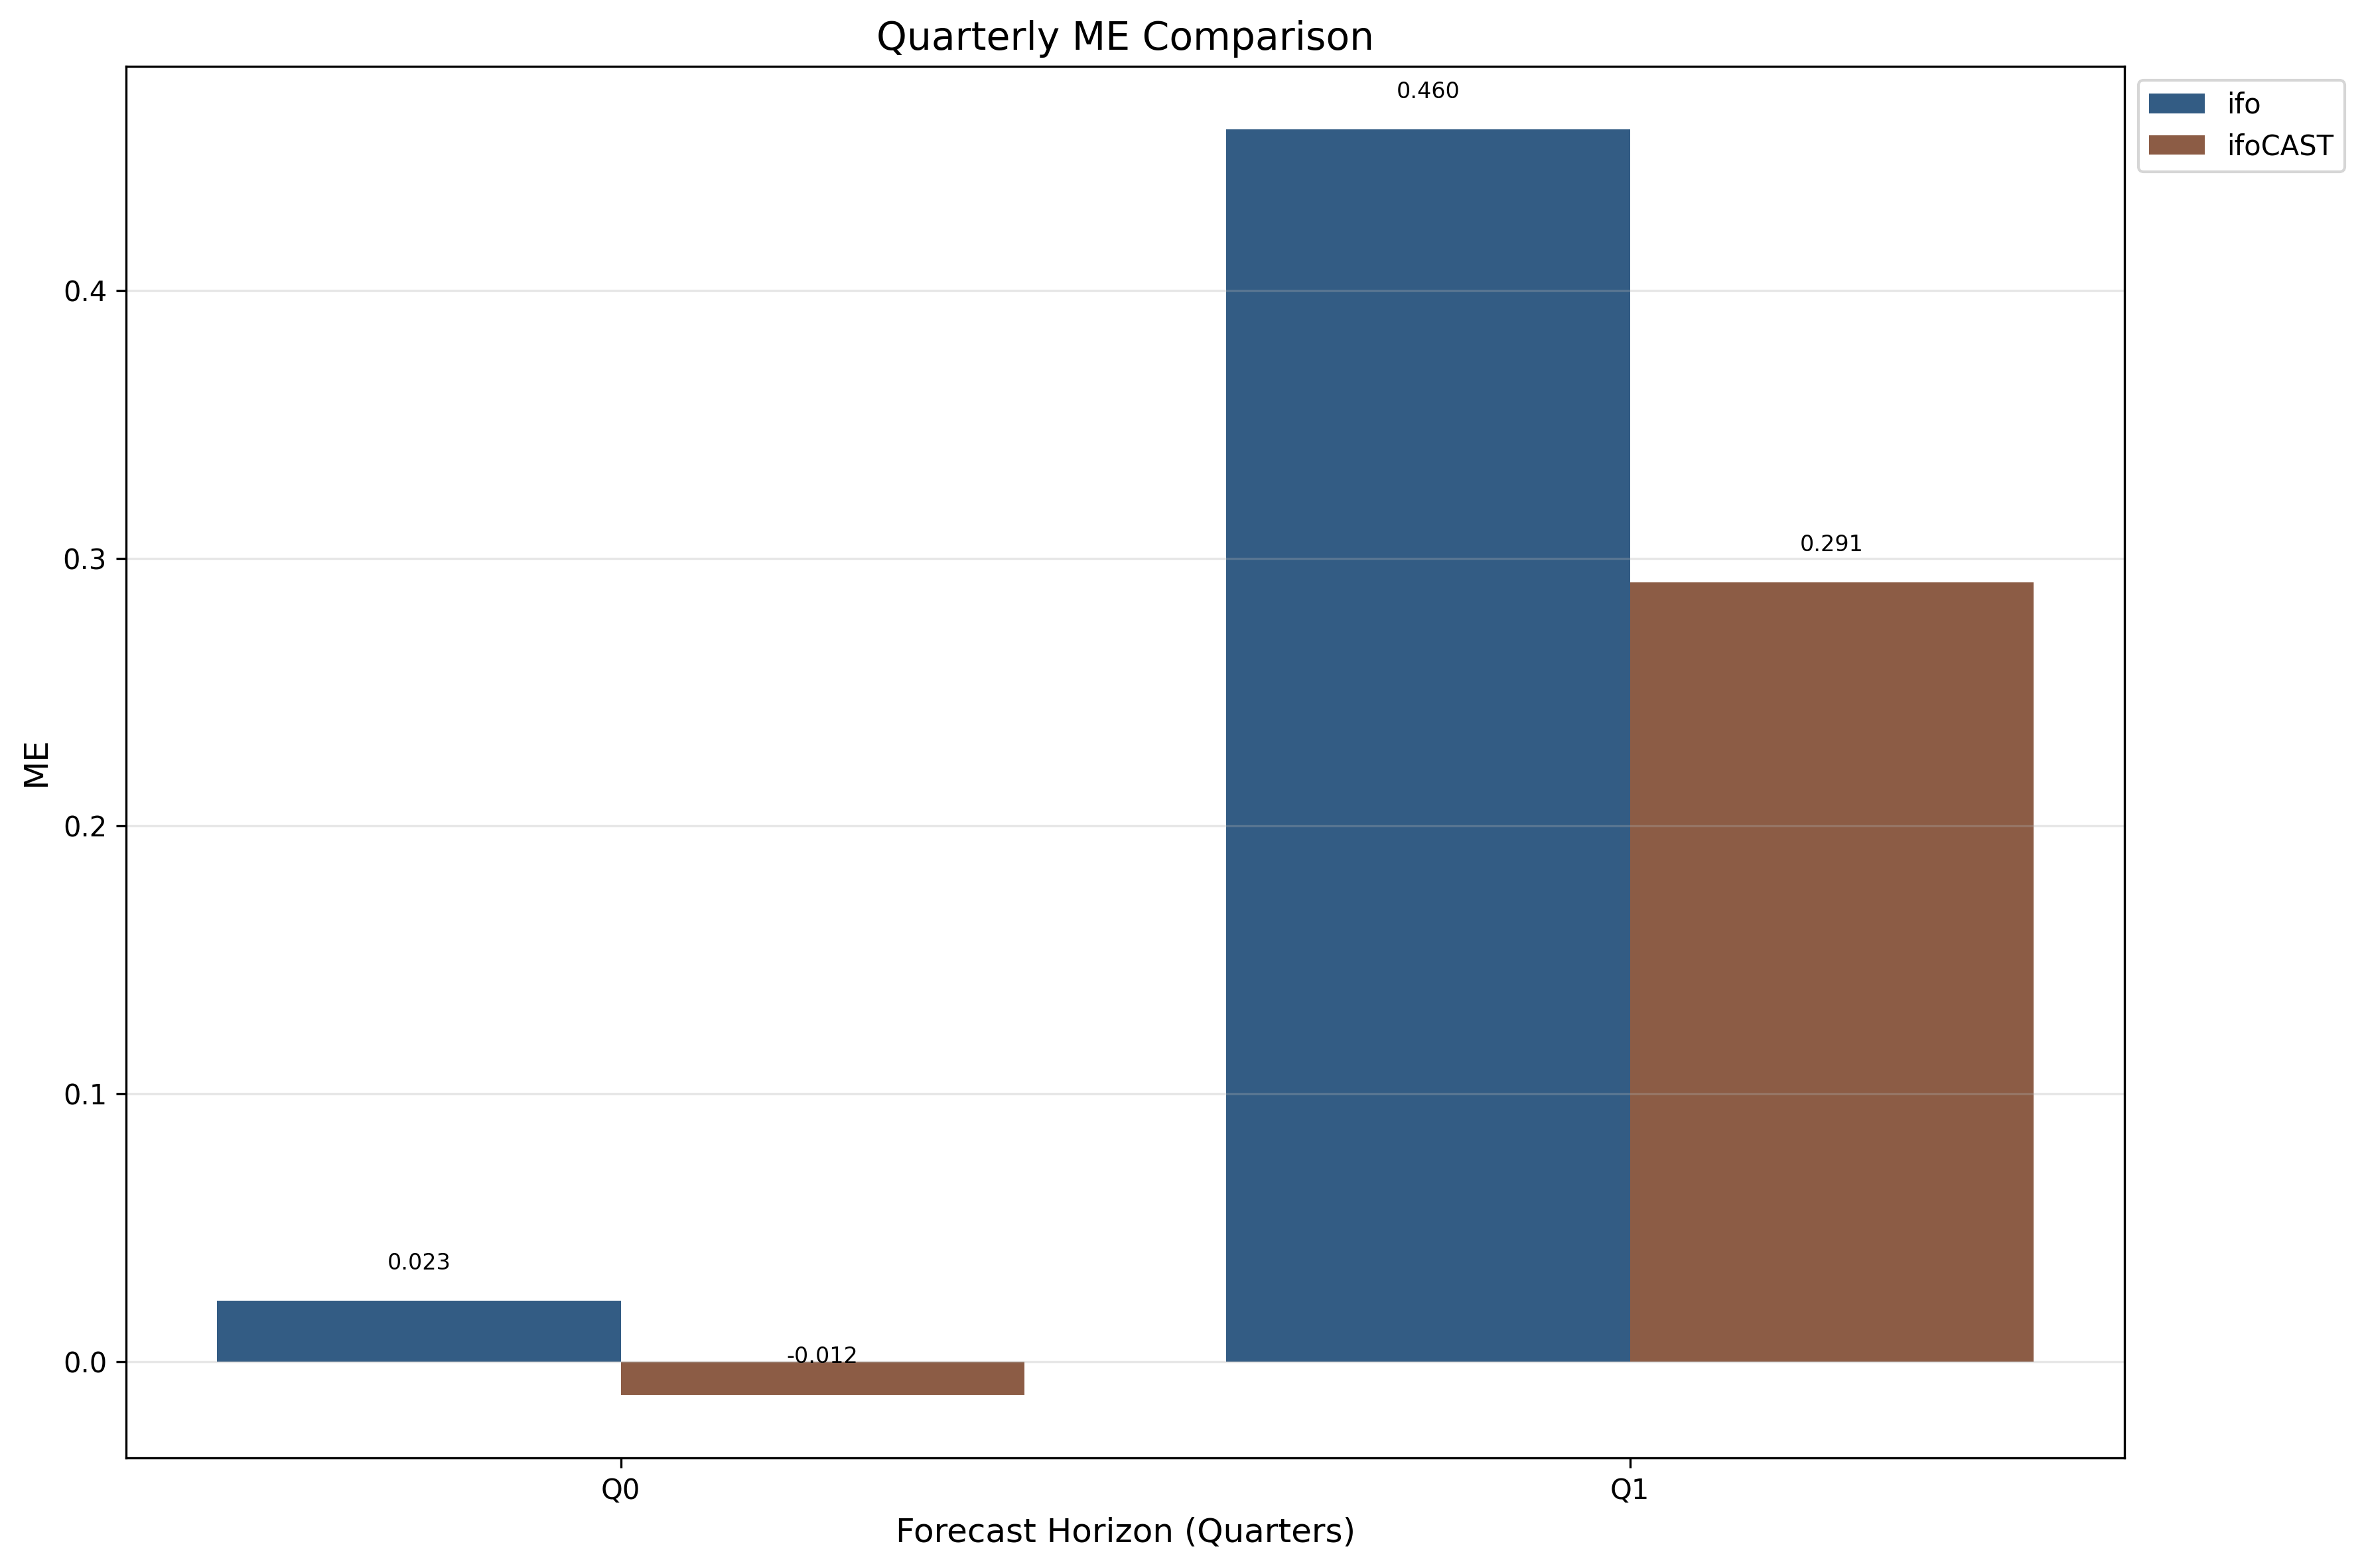 Quarterly ME Comparison
0.460
ifo
ifoCAST
0.4
0.3
0.291
ME
0.2
0.1
0.023
-0.012
0.0
Q0
Q1
Forecast Horizon (Quarters)